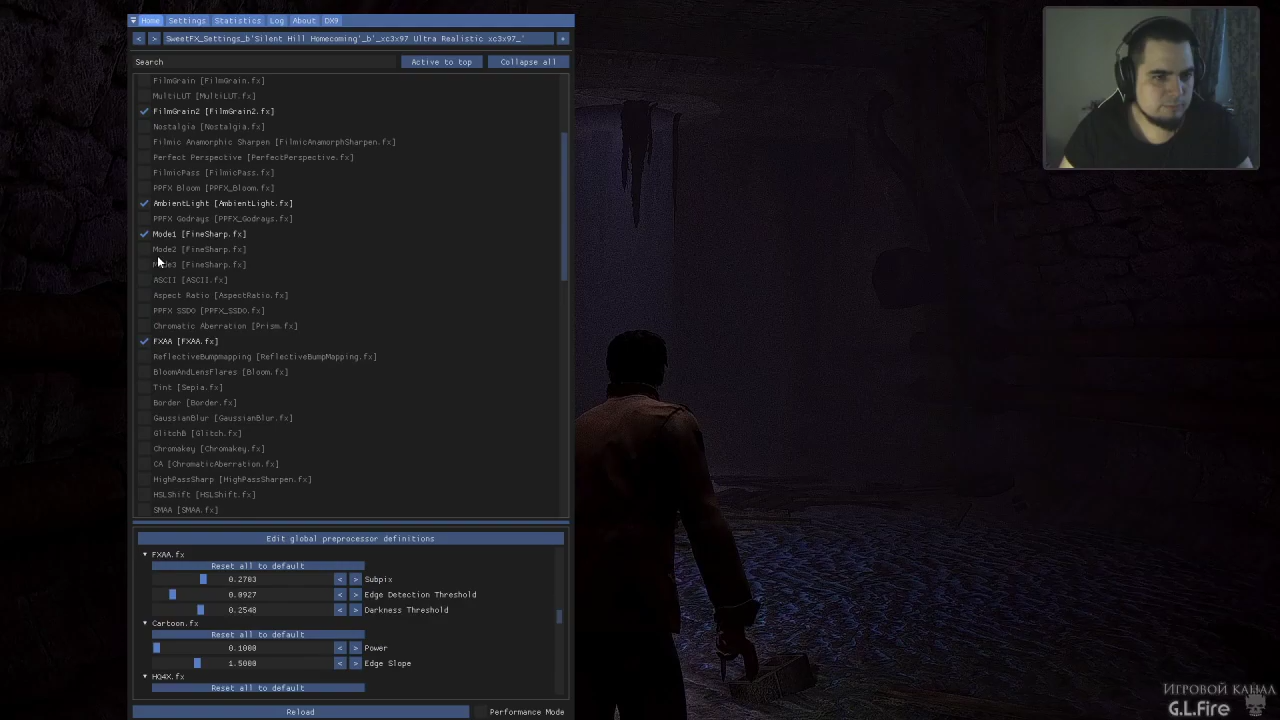 Home Settings Statistics Log About DX9
< > SweetFX_Settings_b'Silent Hill Homecoming'_b'_xc3x97 Ultra Realistic xc3x97_' +
Search Active to top Collapse all
FilmGrain [FilmGrain.fx]
MultiLUT [MultiLUT.fx]
FilmGrain2 [FilmGrain2.fx]
Nostalgia [Nostalgia.fx]
Filmic Anamorphic Sharpen [FilmicAnamorphSharpen.fx]
Perfect Perspective [PerfectPerspective.fx]
FilmicPass [FilmicPass.fx]
PPFX Bloom [PPFX_Bloom.fx]
AmbientLight [AmbientLight.fx]
PPFX Godrays [PPFX_Godrays.fx]
Mode1 [FineSharp.fx]
Mode2 [FineSharp.fx]
Mode3 [FineSharp.fx]
ASCII [ASCII.fx]
Aspect Ratio [AspectRatio.fx]
PPFX SSDO [PPFX_SSDO.fx]
Chromatic Aberration [Prism.fx]
FXAA [FXAA.fx]
ReflectiveBumpmapping [ReflectiveBumpMapping.fx]
BloomAndLensFlares [Bloom.fx]
Tint [Sepia.fx]
Border [Border.fx]
GaussianBlur [GaussianBlur.fx]
GlitchB [Glitch.fx]
Chromakey [Chromakey.fx]
CA [ChromaticAberration.fx]
HighPassSharp [HighPassSharpen.fx]
HSLShift [HSLShift.fx]
SMAA [SMAA.fx]
Edit global preprocessor definitions
FXAA.fx
Reset all to default
0.2703 < > Subpix
0.0927 < > Edge Detection Threshold
0.2540 < > Darkness Threshold
Cartoon.fx
Reset all to default
0.1000 < > Power
1.5000 < > Edge Slope
HQ4X.fx
Reset all to default
Reload Performance Mode
ИГРОВОЙ КАНАЛ
G.L.Fire